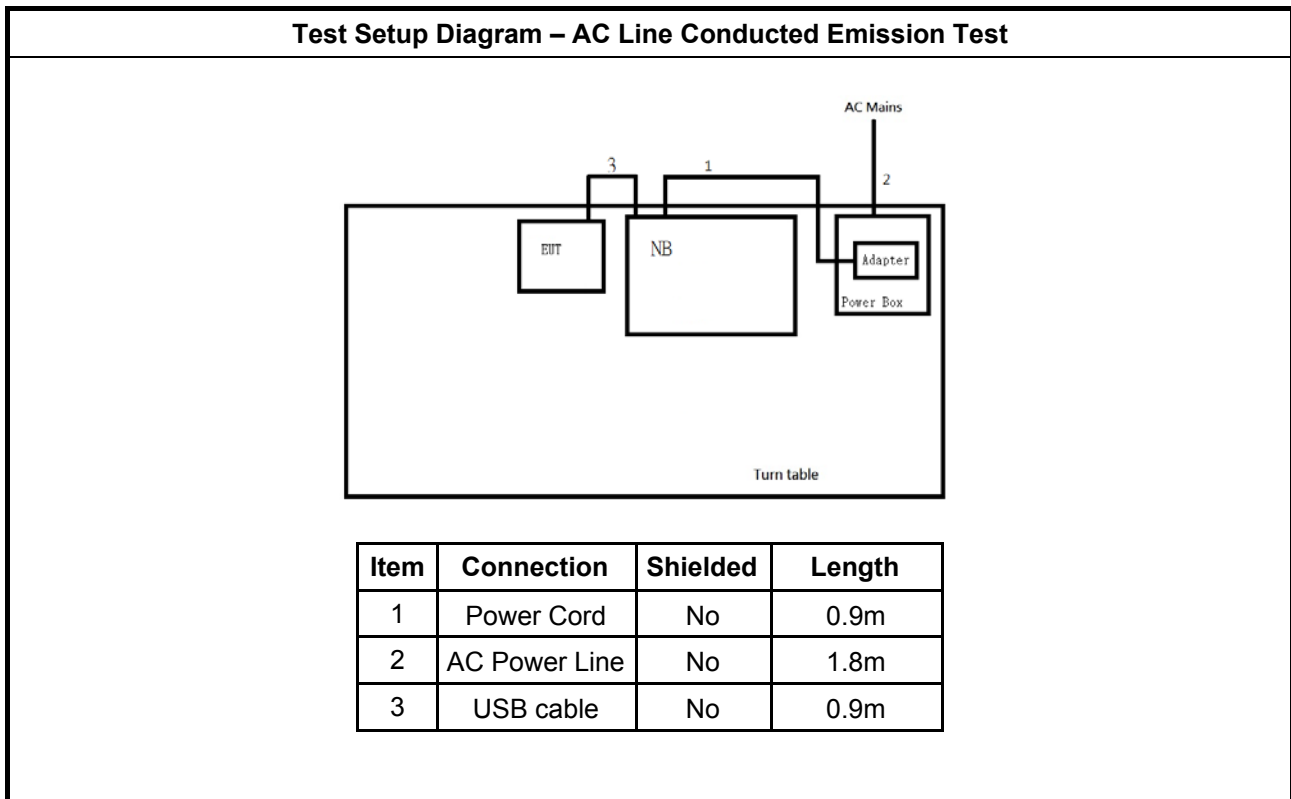 Test Setup Diagram – AC Line Conducted Emission Test
AC Mains
3
1
2
EUT
NB
Adapter
Power Box
Turn table
Item Connection Shielded Length
1 Power Cord No 0.9m
2 AC Power Line No 1.8m
3 USB cable No 0.9m